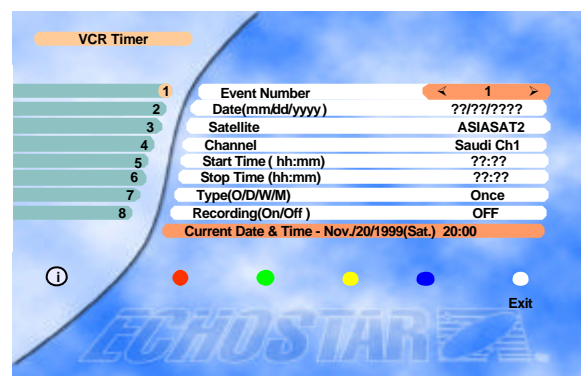 VCR Timer
1 Event Number 1
2 Date(mm/dd/yyyy) ??/??/????
3 Satellite ASIASAT2
4 Channel Saudi Ch1
5 Start Time ( hh:mm) ??:??
6 Stop Time (hh:mm) ??:??
7 Type(O/D/W/M) Once
8 Recording(On/Off ) OFF
Current Date & Time - Nov./20/1999(Sat.) 20:00
i
Exit
ECHOSTAR